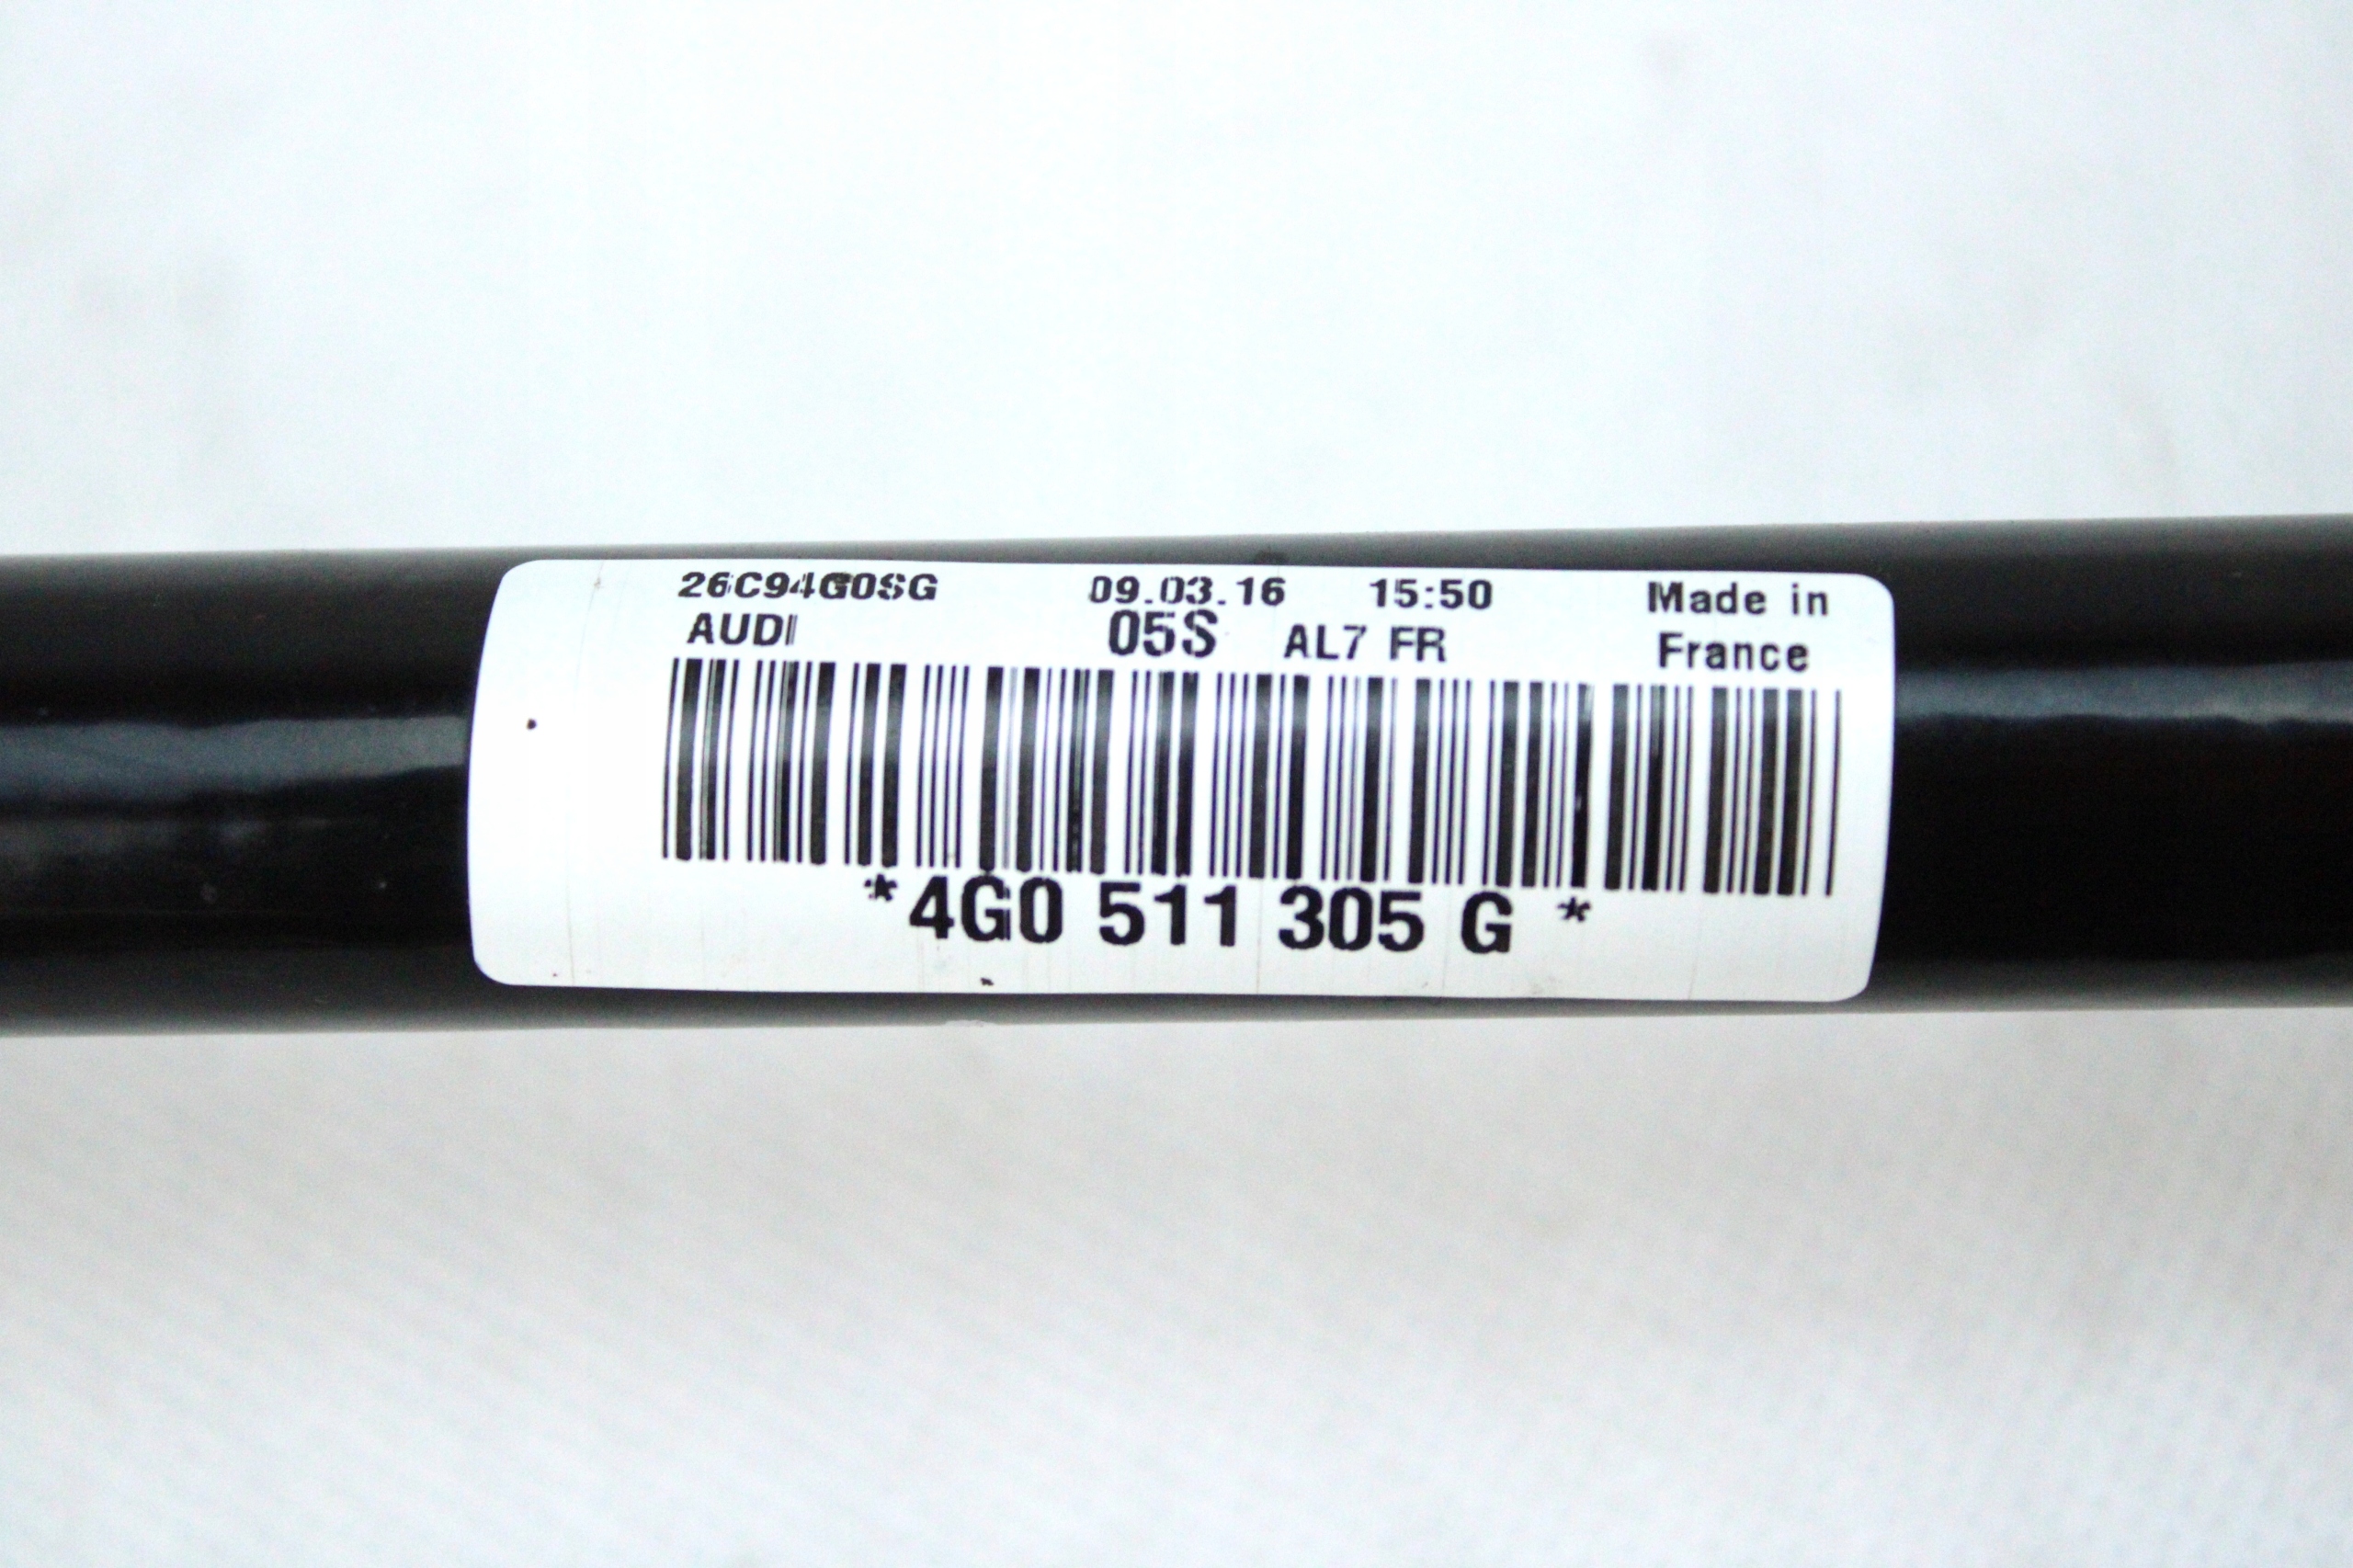 26C94G0SG 09.03.16 15:50 Made in
AUDI 05S AL7 FR France
*4G0 511 305 G *